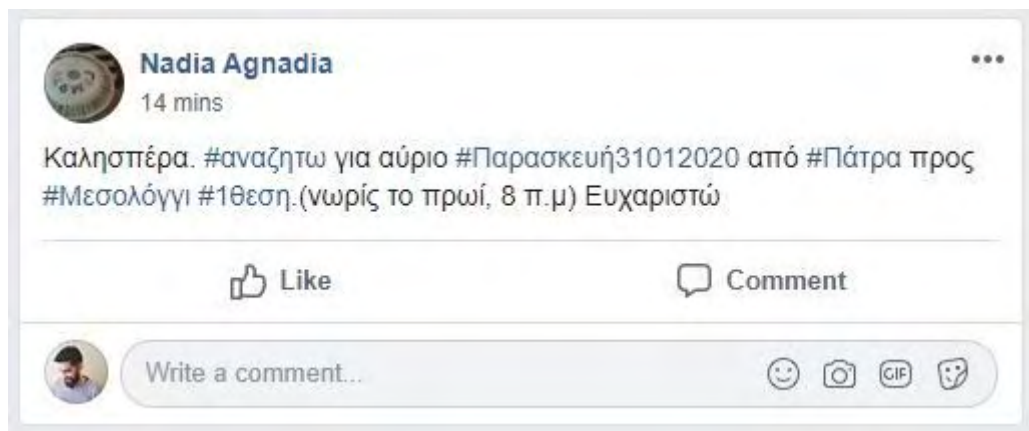 Nadia Agnadia
14 mins
Καλησπέρα. #αναζητω για αύριο #Παρασκευή31012020 από #Πάτρα προς
#Μεσολόγγι #1θεση.(νωρίς το πρωί, 8 π.μ) Ευχαριστώ
Like Comment
Write a comment... GIF